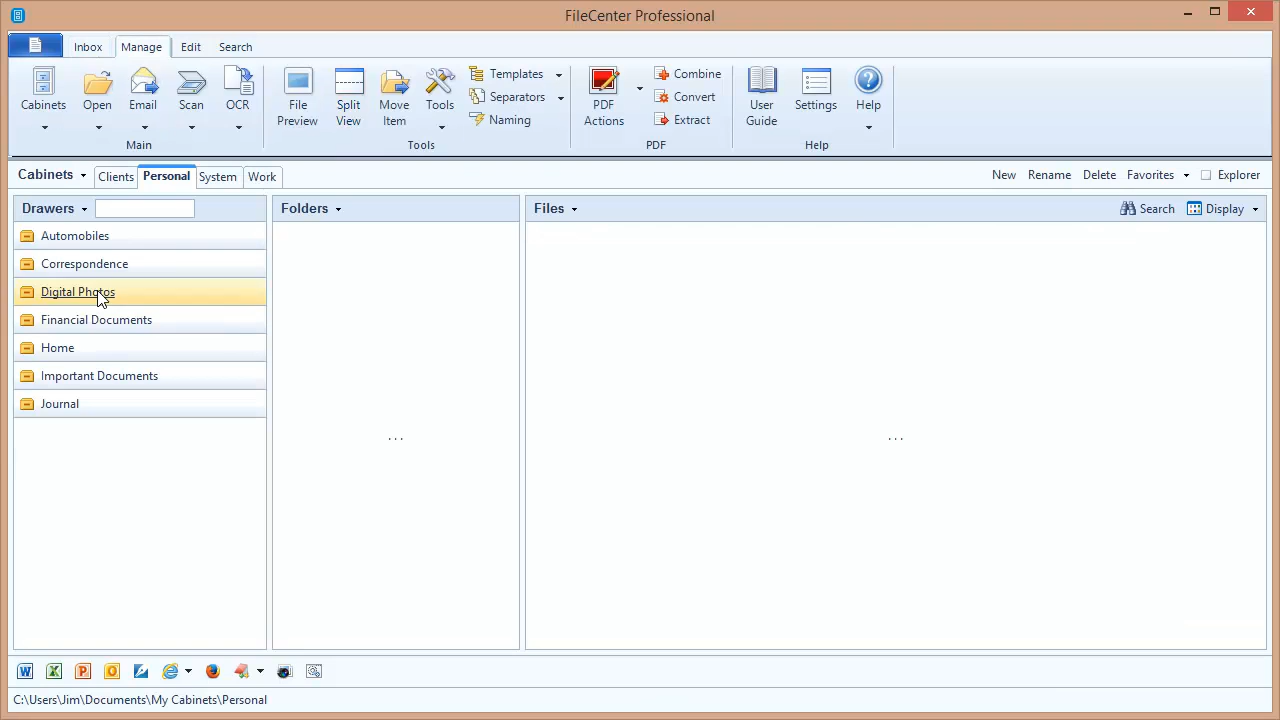 FileCenter Professional
Inbox Manage Edit Search
Cabinets Open Email Scan OCR
Main
File Preview Split View Move Item Tools
Templates
Separators
Naming
Tools
PDF Actions
Combine
Convert
Extract
PDF
User Guide Settings Help
Help
Cabinets Clients Personal System Work New Rename Delete Favorites Explorer
Drawers Folders Files Search Display
Automobiles
Correspondence
Digital Photos
Financial Documents
Home
Important Documents
Journal
... ...
C:\Users\Jim\Documents\My Cabinets\Personal